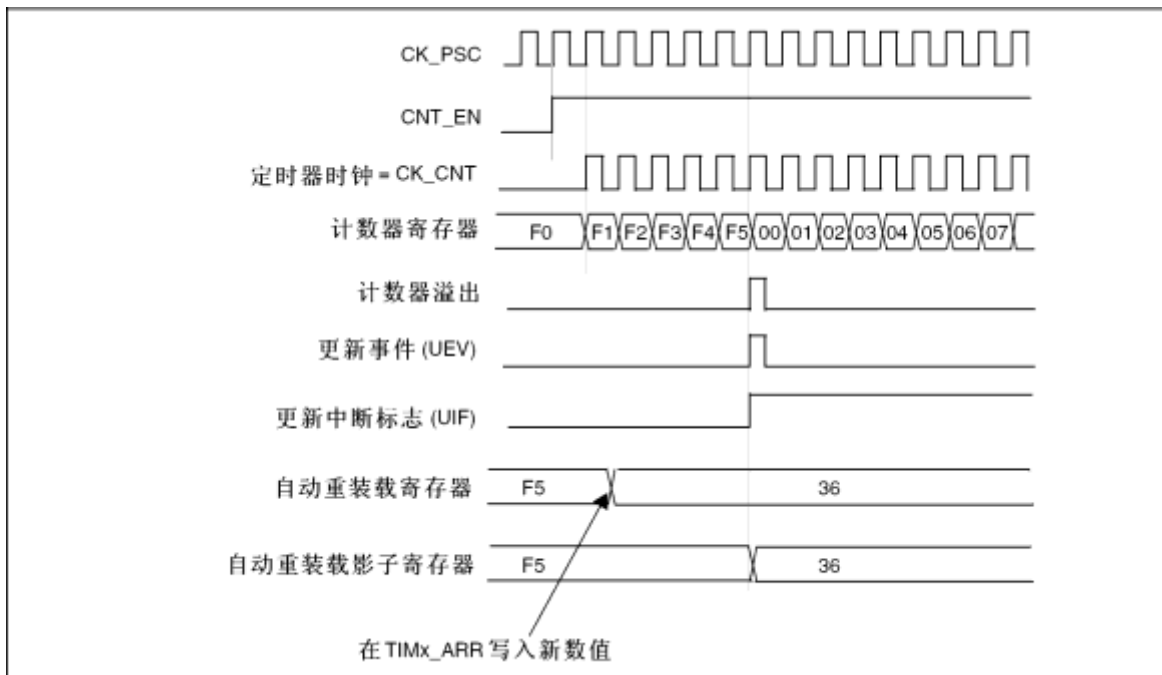 CK_PSC
CNT_EN
定时器时钟 = CK_CNT
计数器寄存器 F0 F1 F2 F3 F4 F5 00 01 02 03 04 05 06 07
计数器溢出
更新事件 (UEV)
更新中断标志 (UIF)
自动重装载寄存器 F5 36
自动重装载影子寄存器 F5 36
在 TIMx_ARR 写入新数值